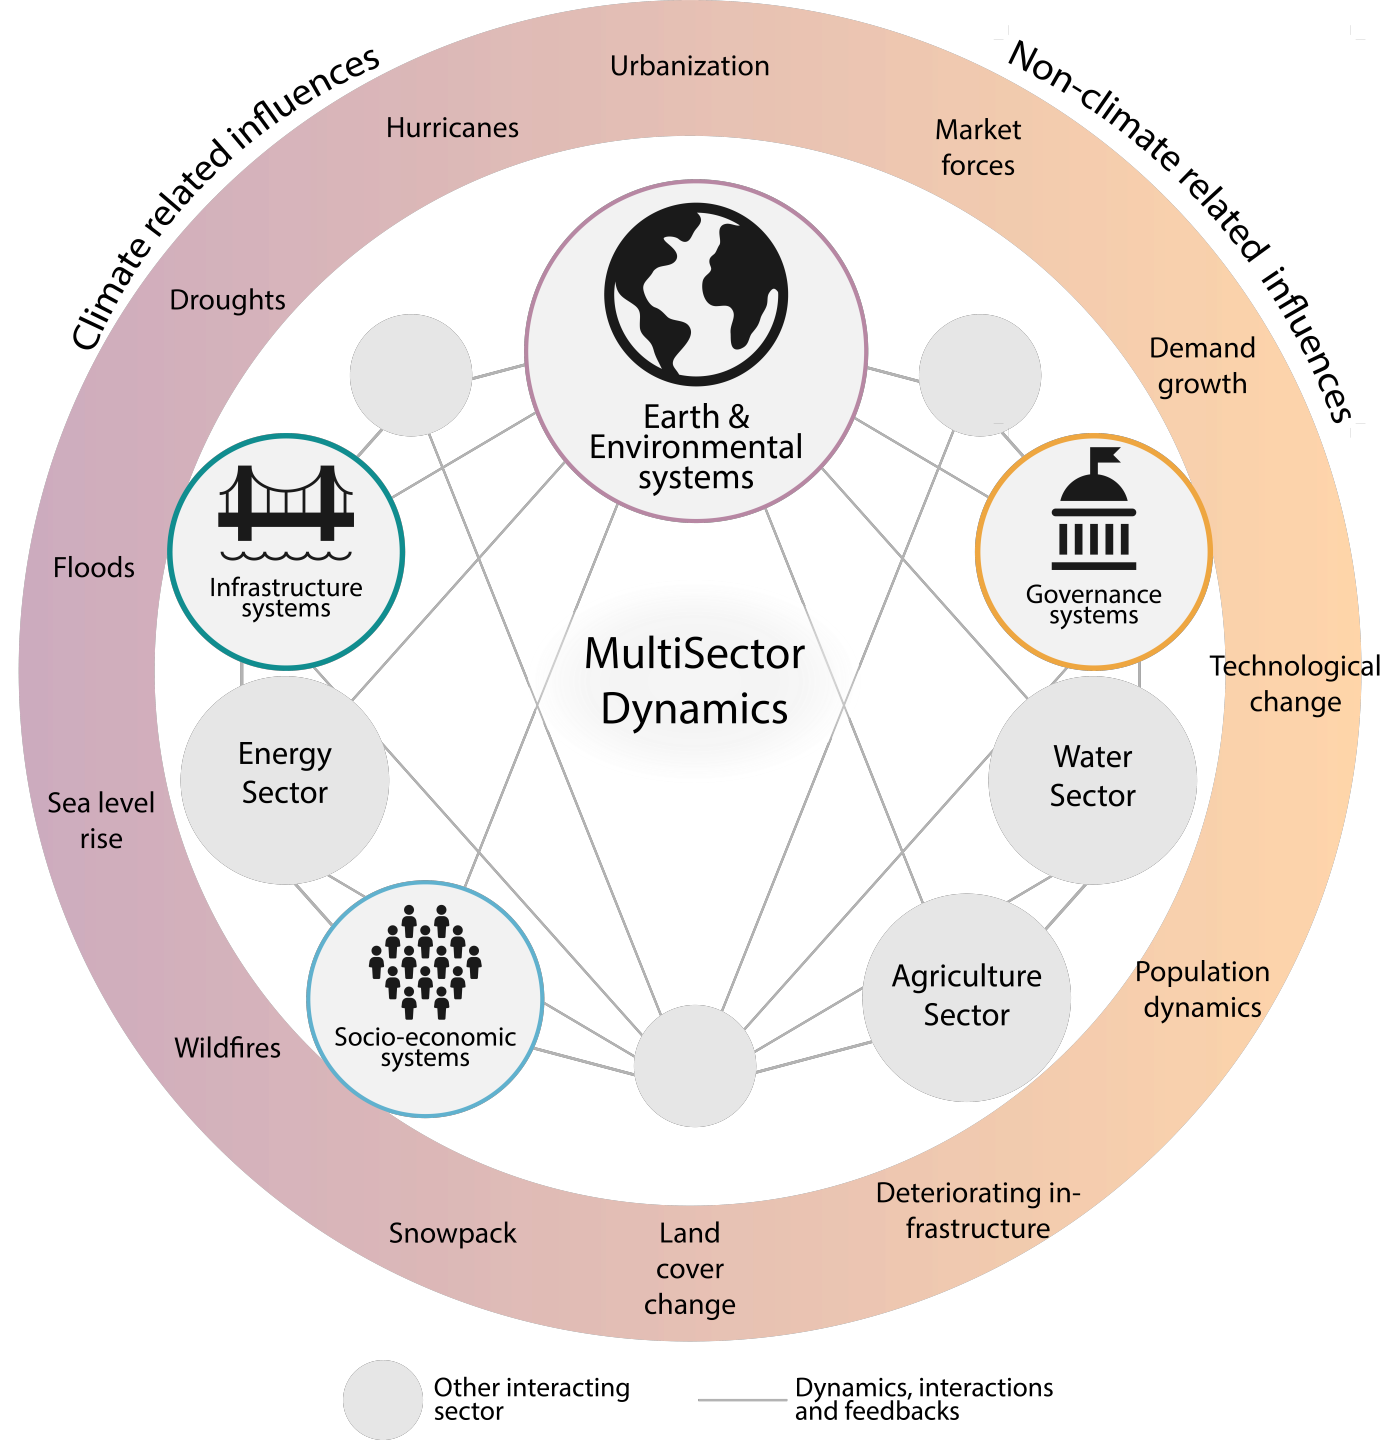 Climate related influences
Non-climate related influences
Urbanization
Hurricanes
Market
forces
Droughts
Demand
growth
Earth &
Environmental
systems
Infrastructure
systems
Governance
systems
Floods
MultiSector
Dynamics
Technological
change
Energy
Sector
Water
Sector
Sea level
rise
Agriculture
Sector
Population
dynamics
Socio-economic
systems
Wildfires
Deteriorating in-
frastructure
Snowpack
Land
cover
change
Other interacting
sector
Dynamics, interactions
and feedbacks